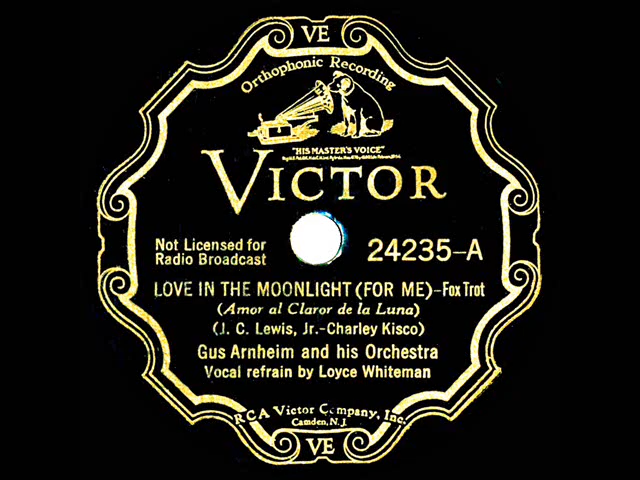 VE
Orthophonic Recording
"HIS MASTER'S VOICE"
VICTOR
Not Licensed for
Radio Broadcast
24235-A
LOVE IN THE MOONLIGHT (FOR ME)-Fox Trot
(Amor al Claror de la Luna)
(J. C. Lewis, Jr.-Charley Kisco)
Gus Arnheim and his Orchestra
Vocal refrain by Loyce Whiteman
RCA Victor Company, Inc.
Camden, N. J.
VE